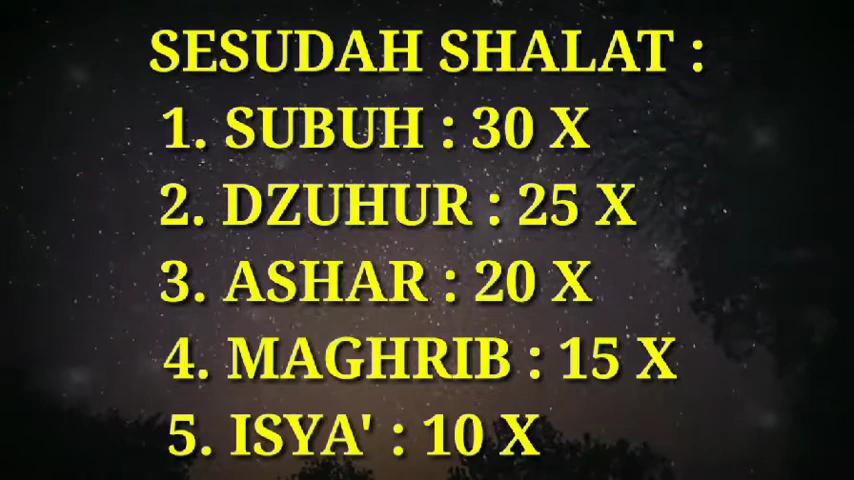 SESUDAH SHALAT :
1. SUBUH : 30 X
2. DZUHUR : 25 X
3. ASHAR : 20 X
4. MAGHRIB : 15 X
5. ISYA' : 10 X